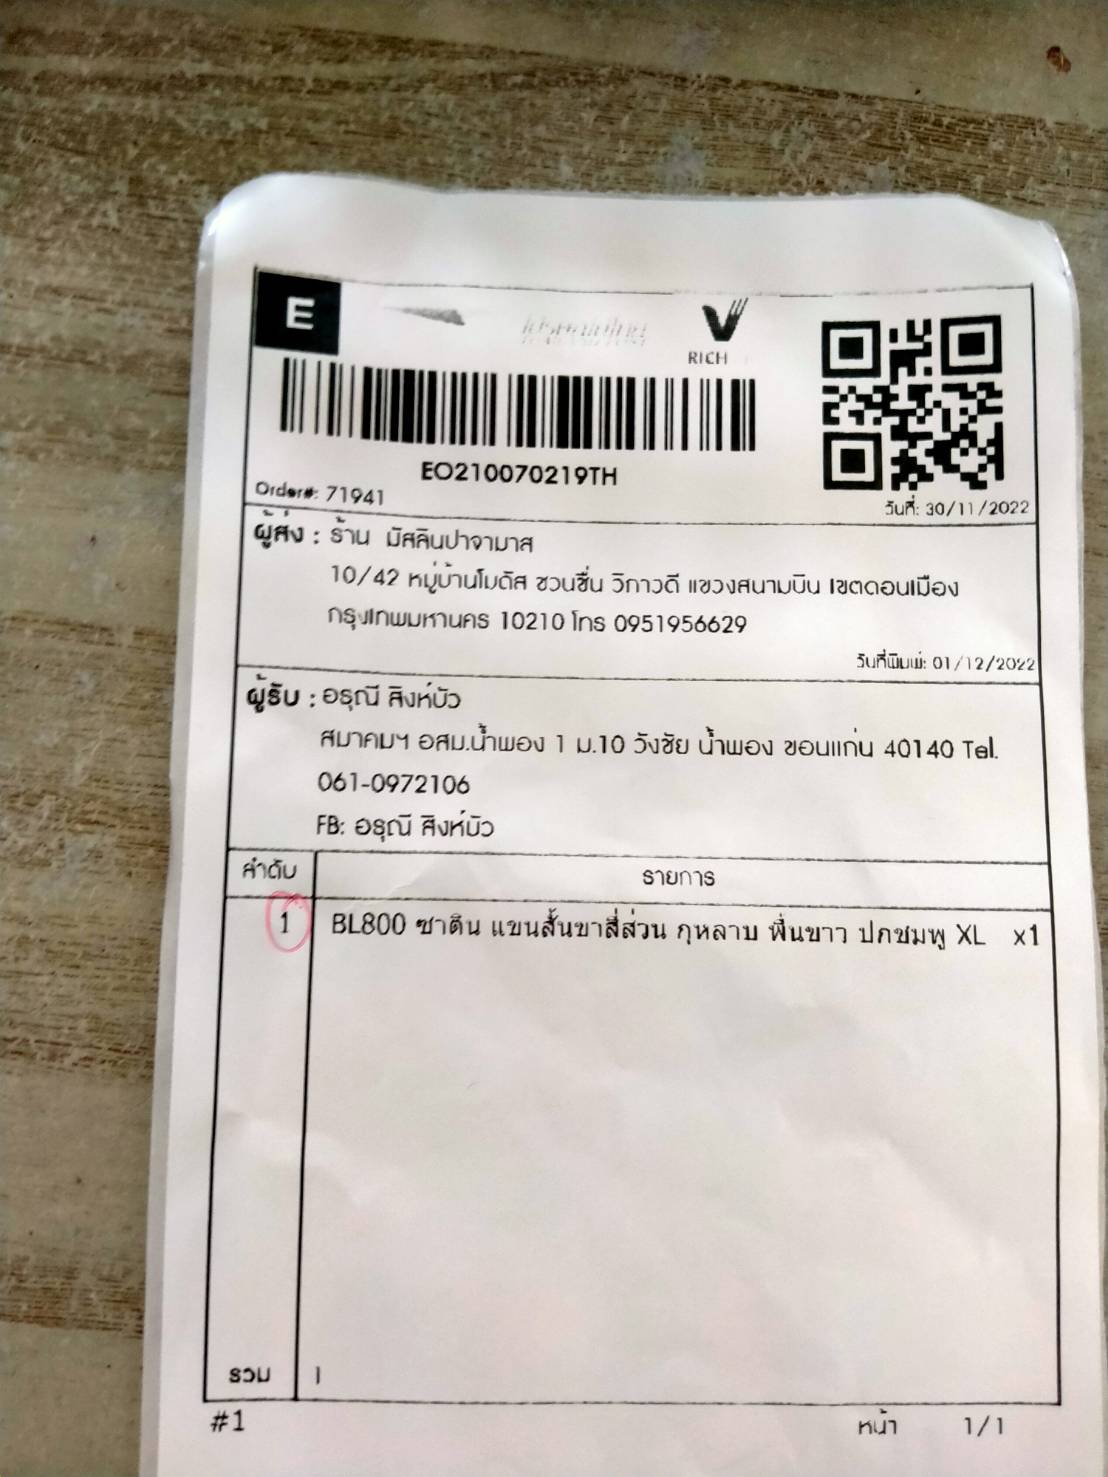 E
RICH
EO210070219TH
Order#: 71941
วันที่: 30/11/2022
ผู้ส่ง : ร้าน มัสลินปาจามาส
10/42 หมู่บ้านโมดัส ชวนชื่น วิภาวดี แขวงสนามบิน เขตดอนเมือง
กรุงเทพมหานคร 10210 โทร 0951956629
วันที่พิมพ์: 01/12/2022
ผู้รับ : อรุณี สิงห์บัว
สมาคมฯ อสม.น้ำพอง 1 ม.10 วังชัย น้ำพอง ขอนแก่น 40140 Tel.
061-0972106
FB: อรุณี สิงห์บัว
ลำดับ รายการ
1 BL800 ซาติน แขนสั้นขาสี่ส่วน กุหลาบ พื้นขาว ปกชมพู XL x1
รวม 1
#1 หน้า 1/1